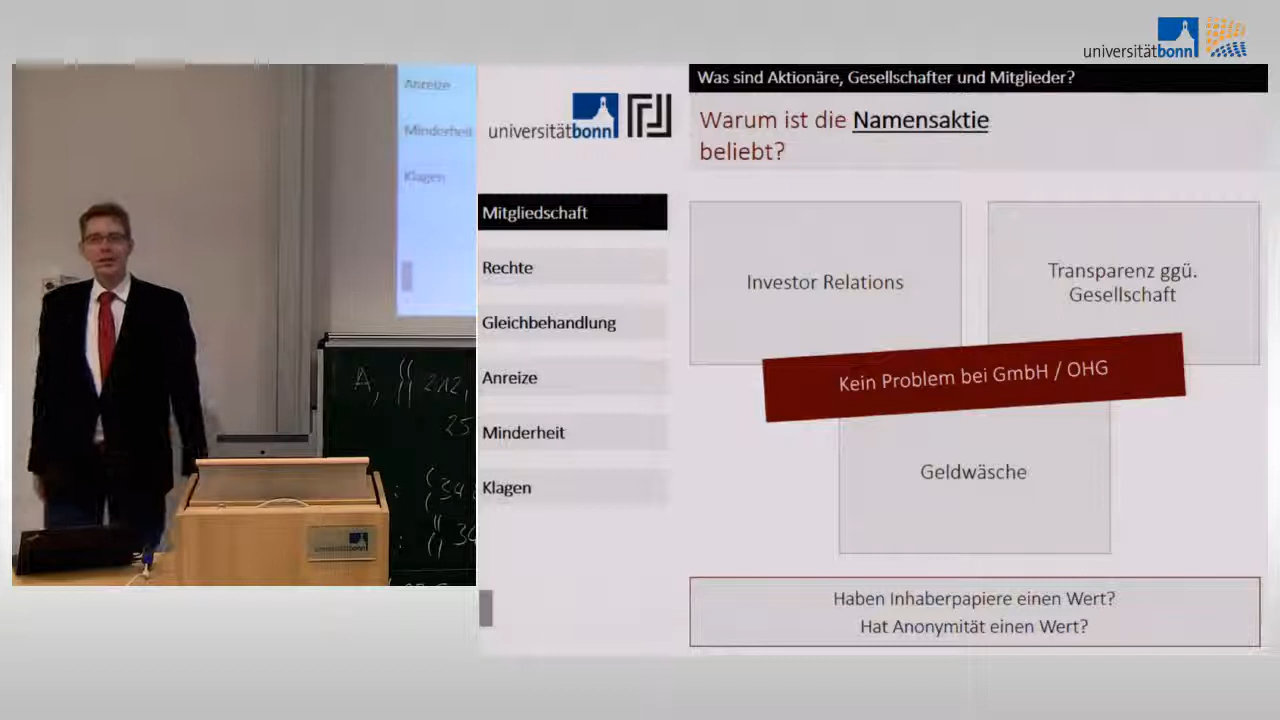 universitätbonn
Anreize
Minderheit
Klagen
A, §§ 212,
25
universitätbonn
universitätbonn
Mitgliedschaft
Rechte
Gleichbehandlung
Anreize
Minderheit
Klagen
Was sind Aktionäre, Gesellschafter und Mitglieder?
Warum ist die Namensaktie
beliebt?
Investor Relations
Transparenz ggü.
Gesellschaft
Kein Problem bei GmbH / OHG
Geldwäsche
Haben Inhaberpapiere einen Wert?
Hat Anonymität einen Wert?